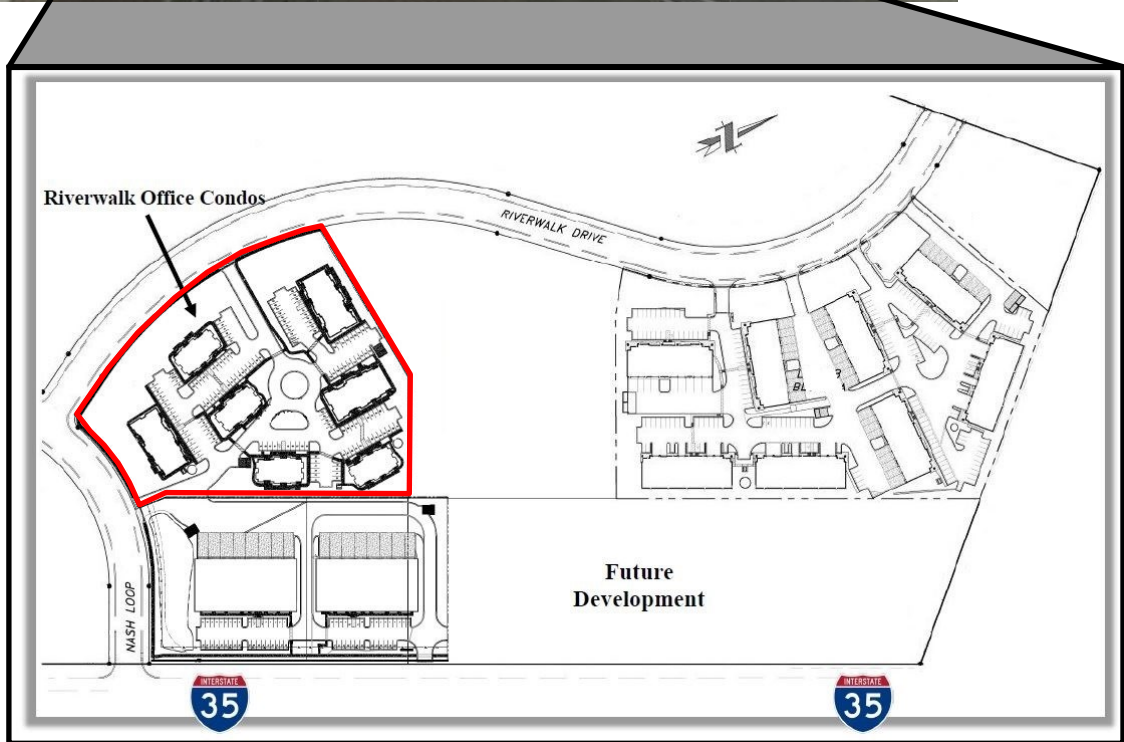 Riverwalk Office Condos
RIVERWALK DRIVE
Future
Development
NASH LOOP
INTERSTATE
35
INTERSTATE
35